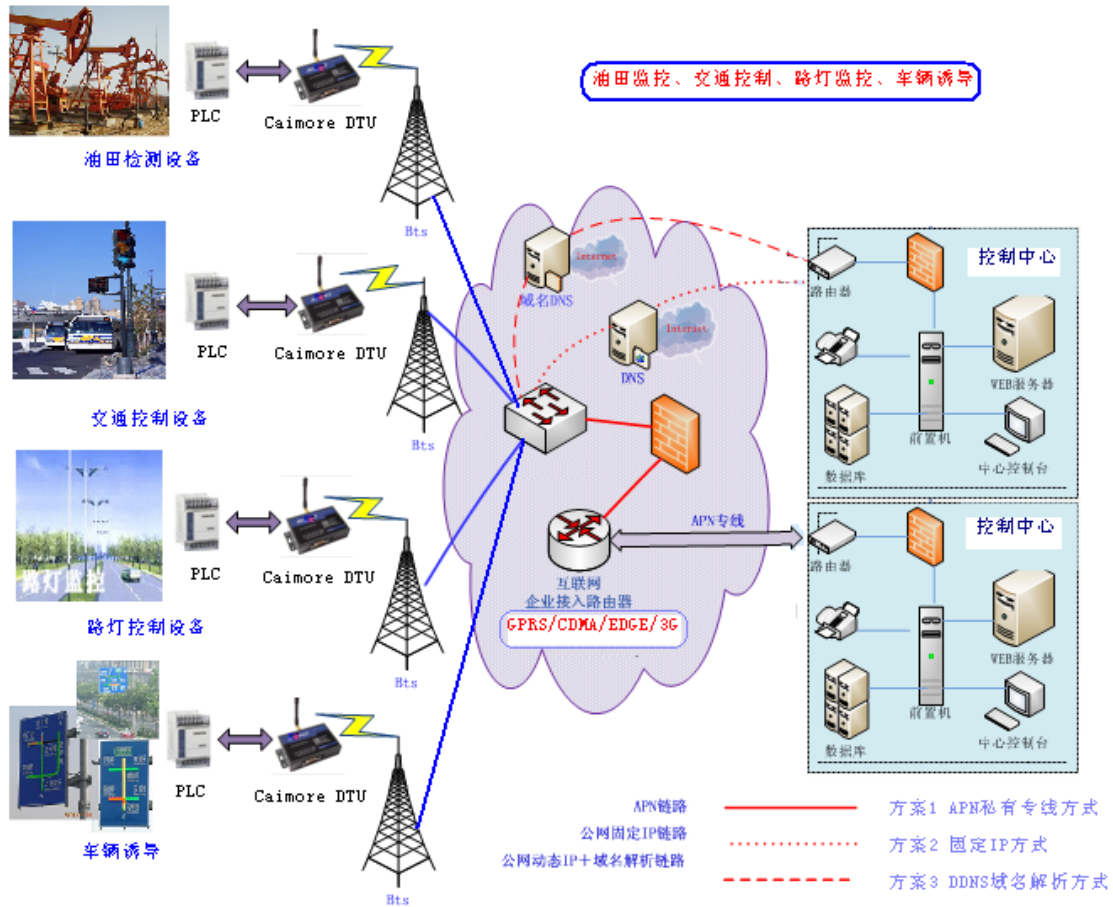 油田监控、交通控制、路灯监控、车辆诱导
PLC
Caimore DTU
油田检测设备
Bts
PLC
Caimore DTU
交通控制设备
Bts
PLC
Caimore DTU
路灯监控
路灯控制设备
Bts
PLC
Caimore DTU
车辆诱导
Bts
Internet
域名DNS
Internet
DNS
APN专线
互联网
企业接入路由器
GPRS/CDMA/EDGE/3G
控制中心
路由器
WEB服务器
前置机
数据库
中心控制台
控制中心
路由器
WEB服务器
前置机
数据库
中心控制台
APN链路
方案1 APN私有专线方式
公网固定IP链路
方案2 固定IP方式
公网动态IP+域名解析链路
方案3 DDNS域名解析方式